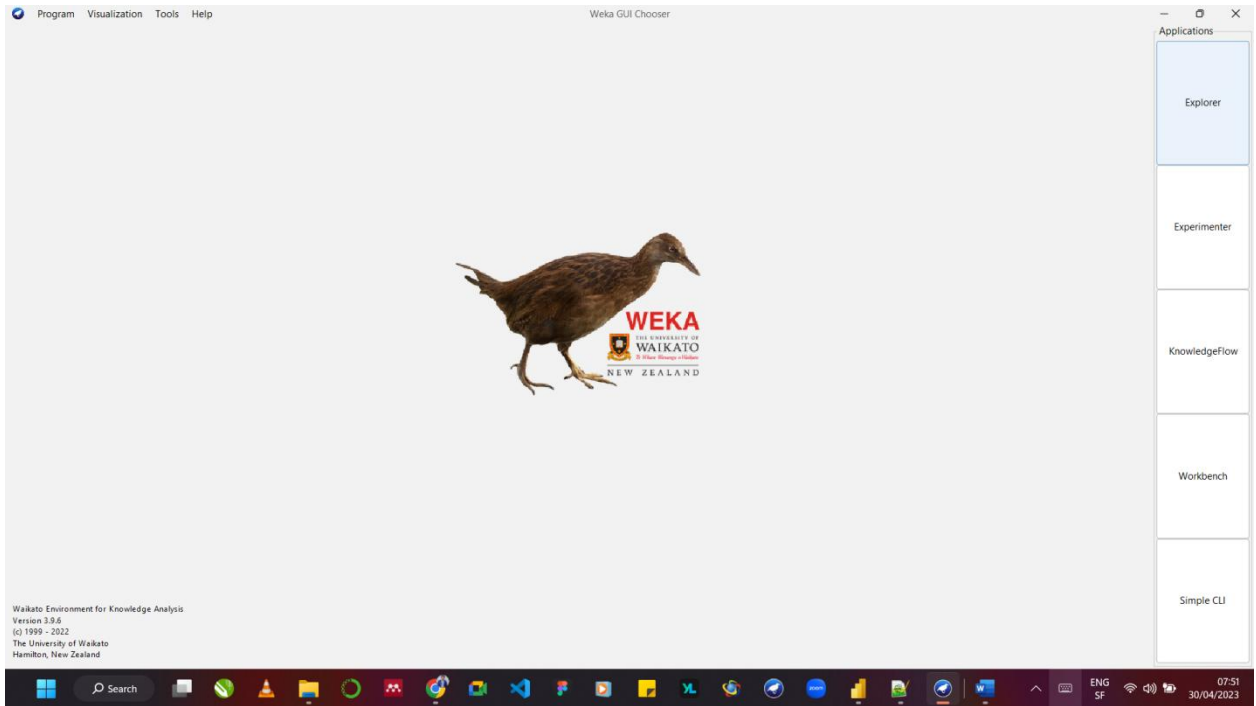 Program Visualization Tools Help
Weka GUI Chooser
Applications
Explorer
Experimenter
KnowledgeFlow
Workbench
Simple CLI
WEKA
THE UNIVERSITY OF
WAIKATO
NEW ZEALAND
Waikato Environment for Knowledge Analysis
Version 3.9.6
(c) 1999 - 2022
The University of Waikato
Hamilton, New Zealand
Search
YL
zoom
W
ENG
SF
07:51
30/04/2023